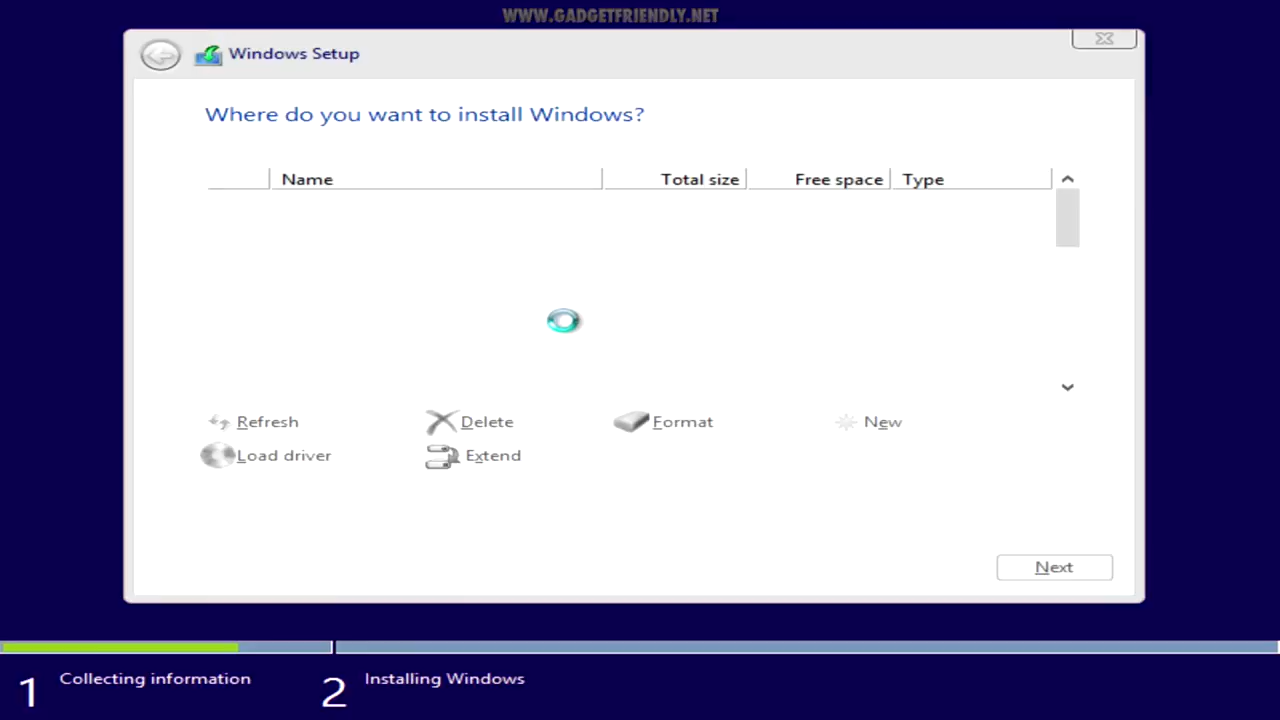 WWW.GADGETFRIENDLY.NET
Windows Setup
Where do you want to install Windows?
Name Total size Free space Type
Refresh Delete Format New
Load driver Extend
Next
1 Collecting information 2 Installing Windows